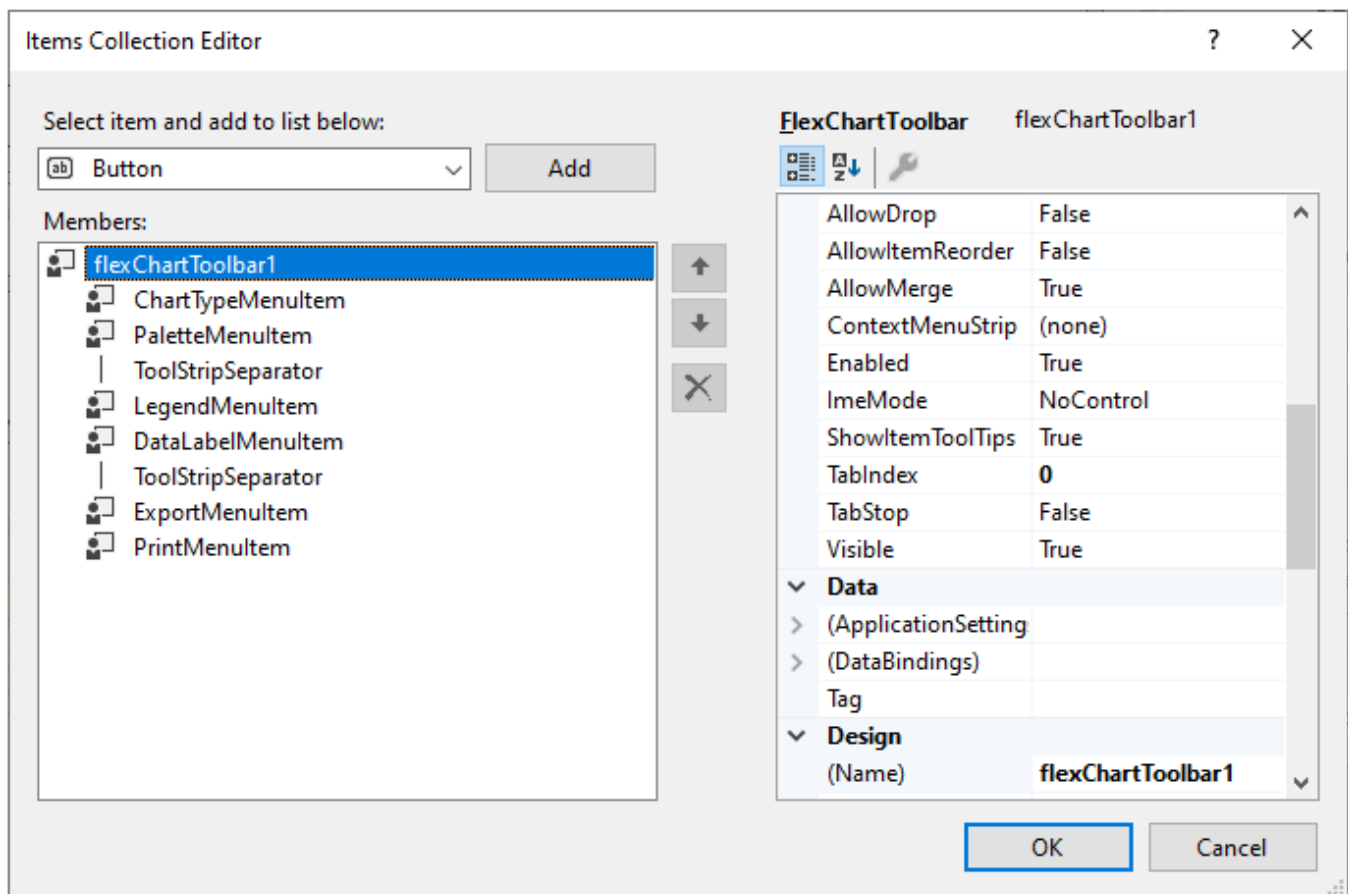 Items Collection Editor
?
Select item and add to list below:
Button
Add
Members:
flexChartToolbar1
ChartTypeMenuItem
PaletteMenuItem
ToolStripSeparator
LegendMenuItem
DataLabelMenuItem
ToolStripSeparator
ExportMenuItem
PrintMenuItem
FlexChartToolbar flexChartToolbar1
AllowDrop False
AllowItemReorder False
AllowMerge True
ContextMenuStrip (none)
Enabled True
ImeMode NoControl
ShowItemToolTips True
TabIndex 0
TabStop False
Visible True
Data
(ApplicationSetting
(DataBindings)
Tag
Design
(Name) flexChartToolbar1
OK Cancel